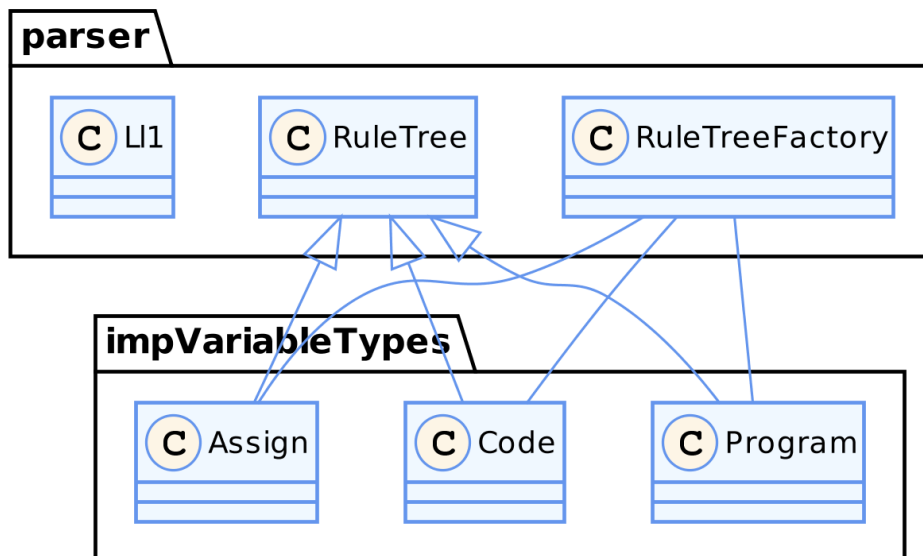 parser
C Ll1
C RuleTree
C RuleTreeFactory
impVariableTypes
C Assign
C Code
C Program